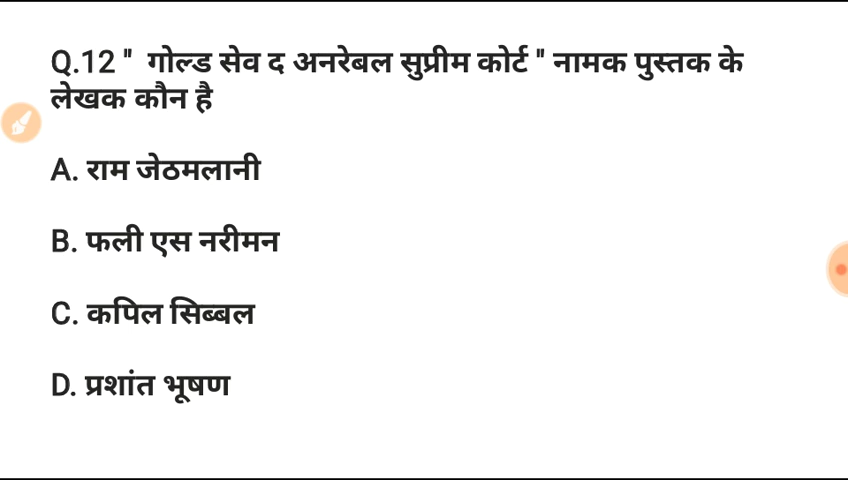 Q.12 " गोल्ड सेव द अनरेबल सुप्रीम कोर्ट " नामक पुस्तक के
लेखक कौन है
A. राम जेठमलानी
B. फली एस नरीमन
C. कपिल सिब्बल
D. प्रशांत भूषण